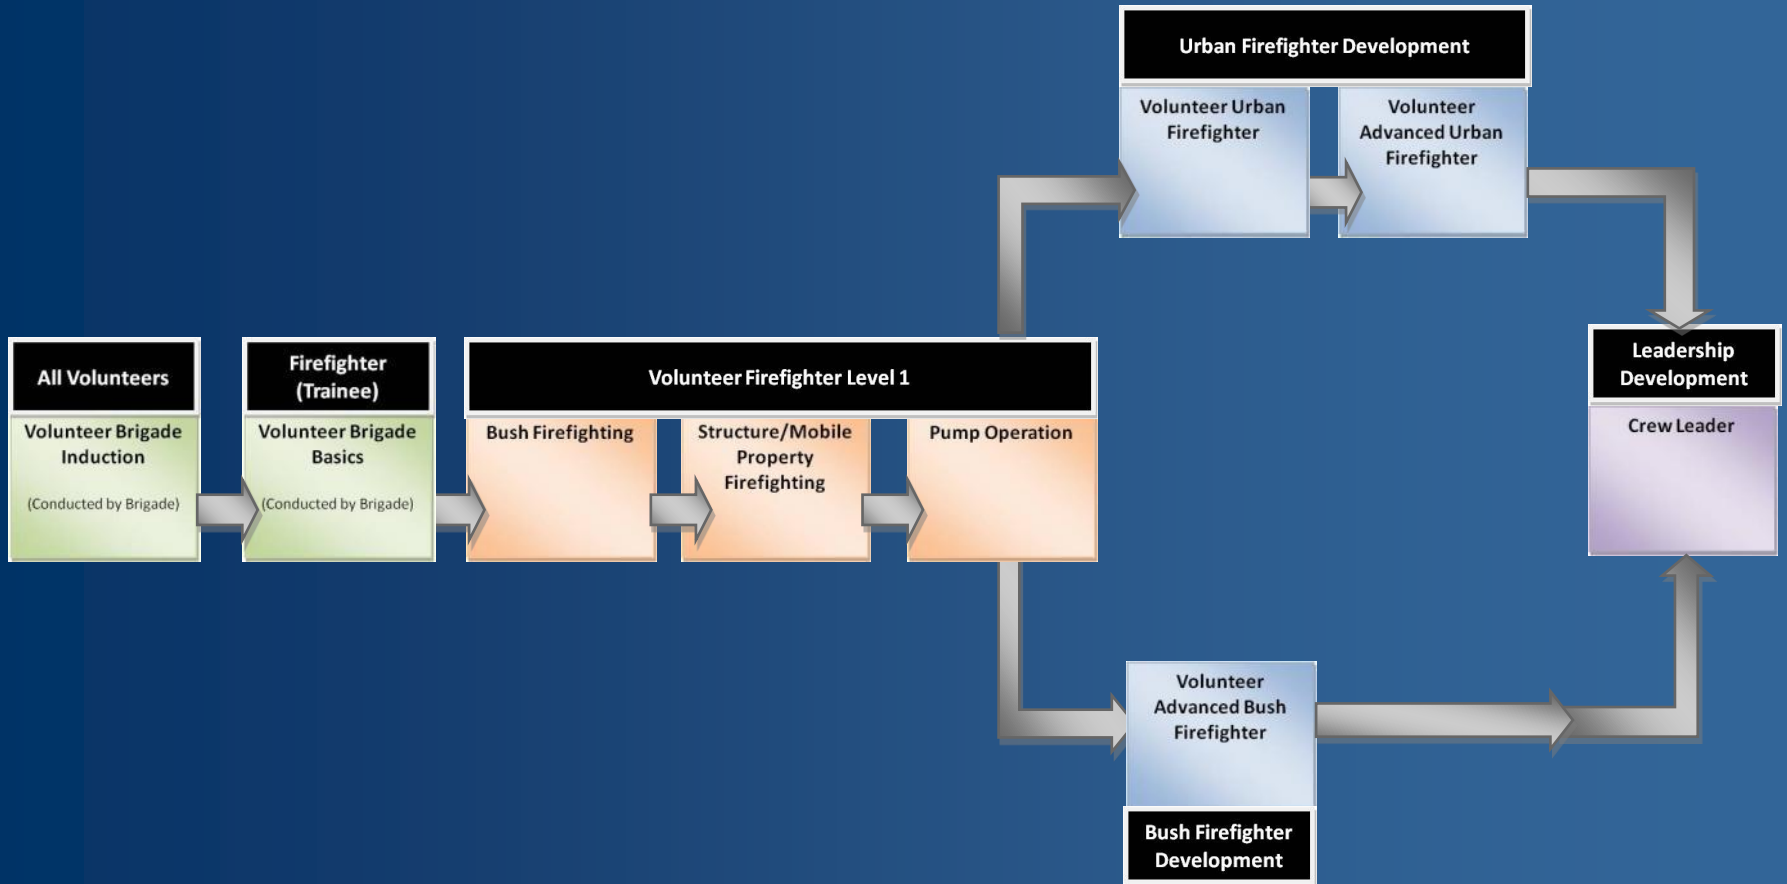 Urban Firefighter Development
Volunteer Urban
Firefighter
Volunteer
Advanced Urban
Firefighter
All Volunteers
Volunteer Brigade
Induction
(Conducted by Brigade)
Firefighter
(Trainee)
Volunteer Brigade
Basics
(Conducted by Brigade)
Volunteer Firefighter Level 1
Bush Firefighting
Structure/Mobile
Property
Firefighting
Pump Operation
Leadership
Development
Crew Leader
Volunteer
Advanced Bush
Firefighter
Bush Firefighter
Development